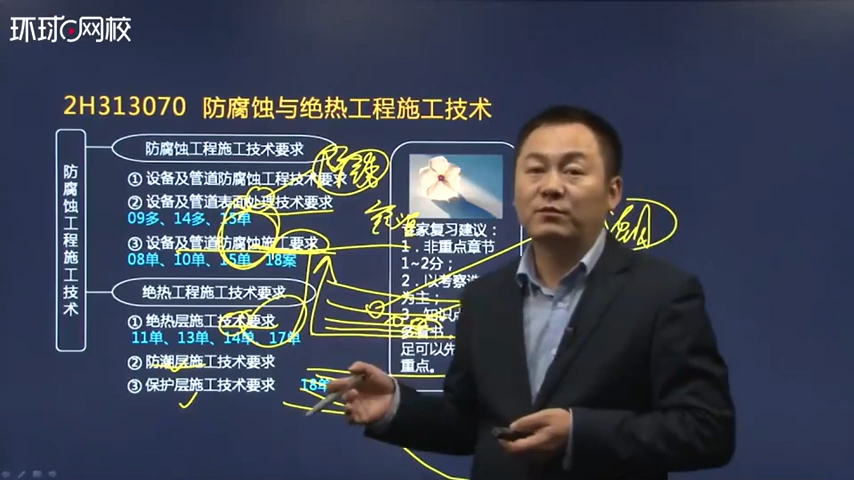 环球网校
2H313070 防腐蚀与绝热工程施工技术
防腐蚀工程施工技术
防腐蚀工程施工技术要求
① 设备及管道防腐蚀工程技术要求
② 设备及管道表面处理技术要求
09多、14多、15单
③ 设备及管道防腐蚀施工要求
08单、10单、15单 18案
绝热工程施工技术要求
① 绝热层施工技术要求
11单、13单、14单、17单
② 防潮层施工技术要求
③ 保护层施工技术要求 18单
除锈
管家复习建议：
1．非重点章节
1~2分；
2．以考察选
为主；
3．知识点
足可以先
重点。